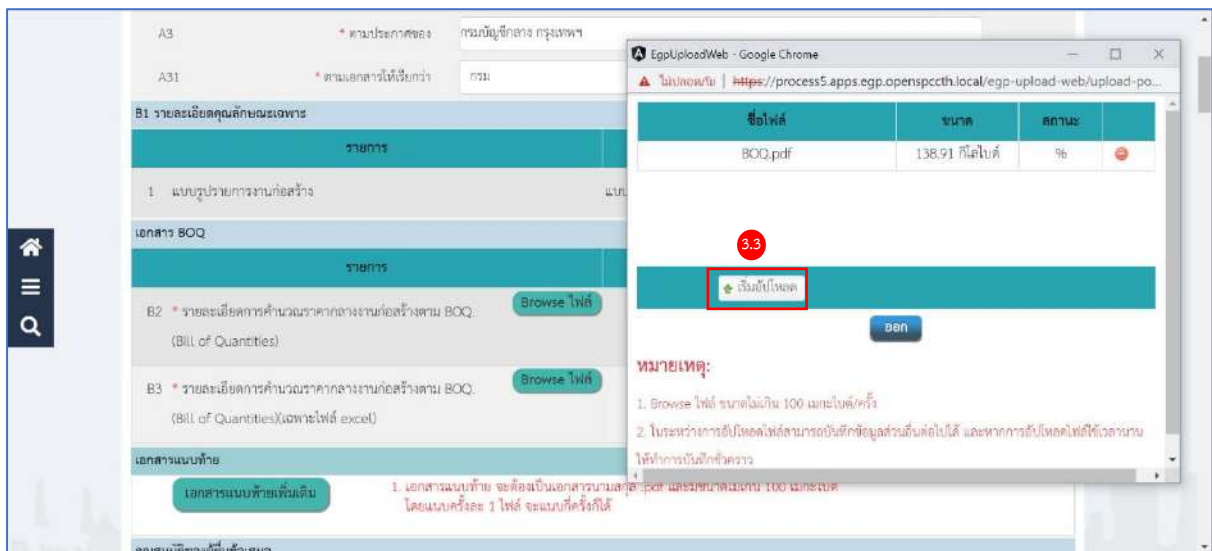 A3 * ตามประกาศของ กรมบัญชีกลาง กรุงเทพฯ
A31 * ตามเอกสารให้เรียกว่า กรม
B1 รายละเอียดคุณลักษณะเฉพาะ
รายการ
1 แบบรูปรายการงานก่อสร้าง
เอกสาร BOQ
รายการ
B2 * รายละเอียดการคำนวณราคากลางงานก่อสร้างตาม BOQ. Browse ไฟล์
(Bill of Quantities)
B3 * รายละเอียดการคำนวณราคากลางงานก่อสร้างตาม BOQ. Browse ไฟล์
(Bill of Quantities)(เฉพาะไฟล์ excel)
เอกสารแนบท้าย
เอกสารแนบท้ายเพิ่มเติม
1. เอกสารแนบท้าย จะต้องเป็นเอกสารนามสกุล .pdf และมีขนาดไม่เกิน 100 เมกะไบต์
โดยแนบครั้งละ 1 ไฟล์ จะแนบกี่ครั้งก็ได้
EgpUploadWeb - Google Chrome
ไม่ปลอดภัย | https://process5.apps.egp.openspccth.local/egp-upload-web/upload-po...
ชื่อไฟล์ ขนาด สถานะ
BOQ.pdf 138.91 กิโลไบต์ %
3.3
เริ่มอัปโหลด
ออก
หมายเหตุ:
1. Browse ไฟล์ ขนาดไม่เกิน 100 เมกะไบต์/ครั้ง
2. ในระหว่างการอัปโหลดไฟล์สามารถบันทึกข้อมูลส่วนอื่นต่อไปได้ และหากการอัปโหลดไฟล์ใช้เวลานาน
ให้ทำการบันทึกชั่วคราว